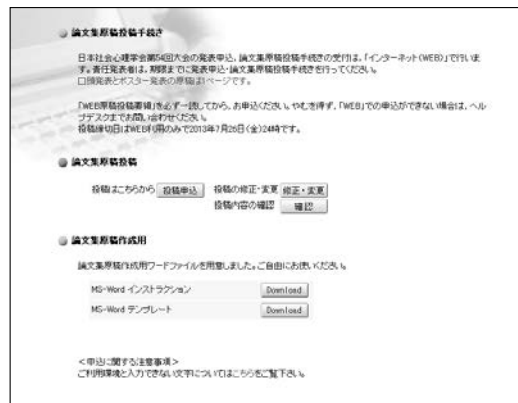 論文集原稿投稿手続き
日本社会心理学会第54回大会の発表申込、論文集原稿投稿手続きの受付は、「インターネット(WEB)」で行いま
す。責任発表者は、期限までに発表申込・論文集原稿投稿手続きを行ってください。
口頭発表とポスター発表の原稿は1ページです。
「WEB原稿投稿要領」を必ず一読してから、お申込ください。やむを得ず、「WEB」での申込ができない場合は、ヘル
プデスクまでお問い合わせください。
投稿締切日はWEB利用のみで2013年7月26日(金)24時です。
論文集原稿投稿
投稿はこちらから 投稿申込 投稿の修正・変更 修正・変更
投稿内容の確認 確認
論文集原稿作成用
論文集原稿作成用ワードファイルを用意しました。ご自由にお使いください。
MS-Word インストラクション Download
MS-Word テンプレート Download
<申込に関する注意事項>
ご利用環境と入力できない文字についてはこちらをご覧下さい。